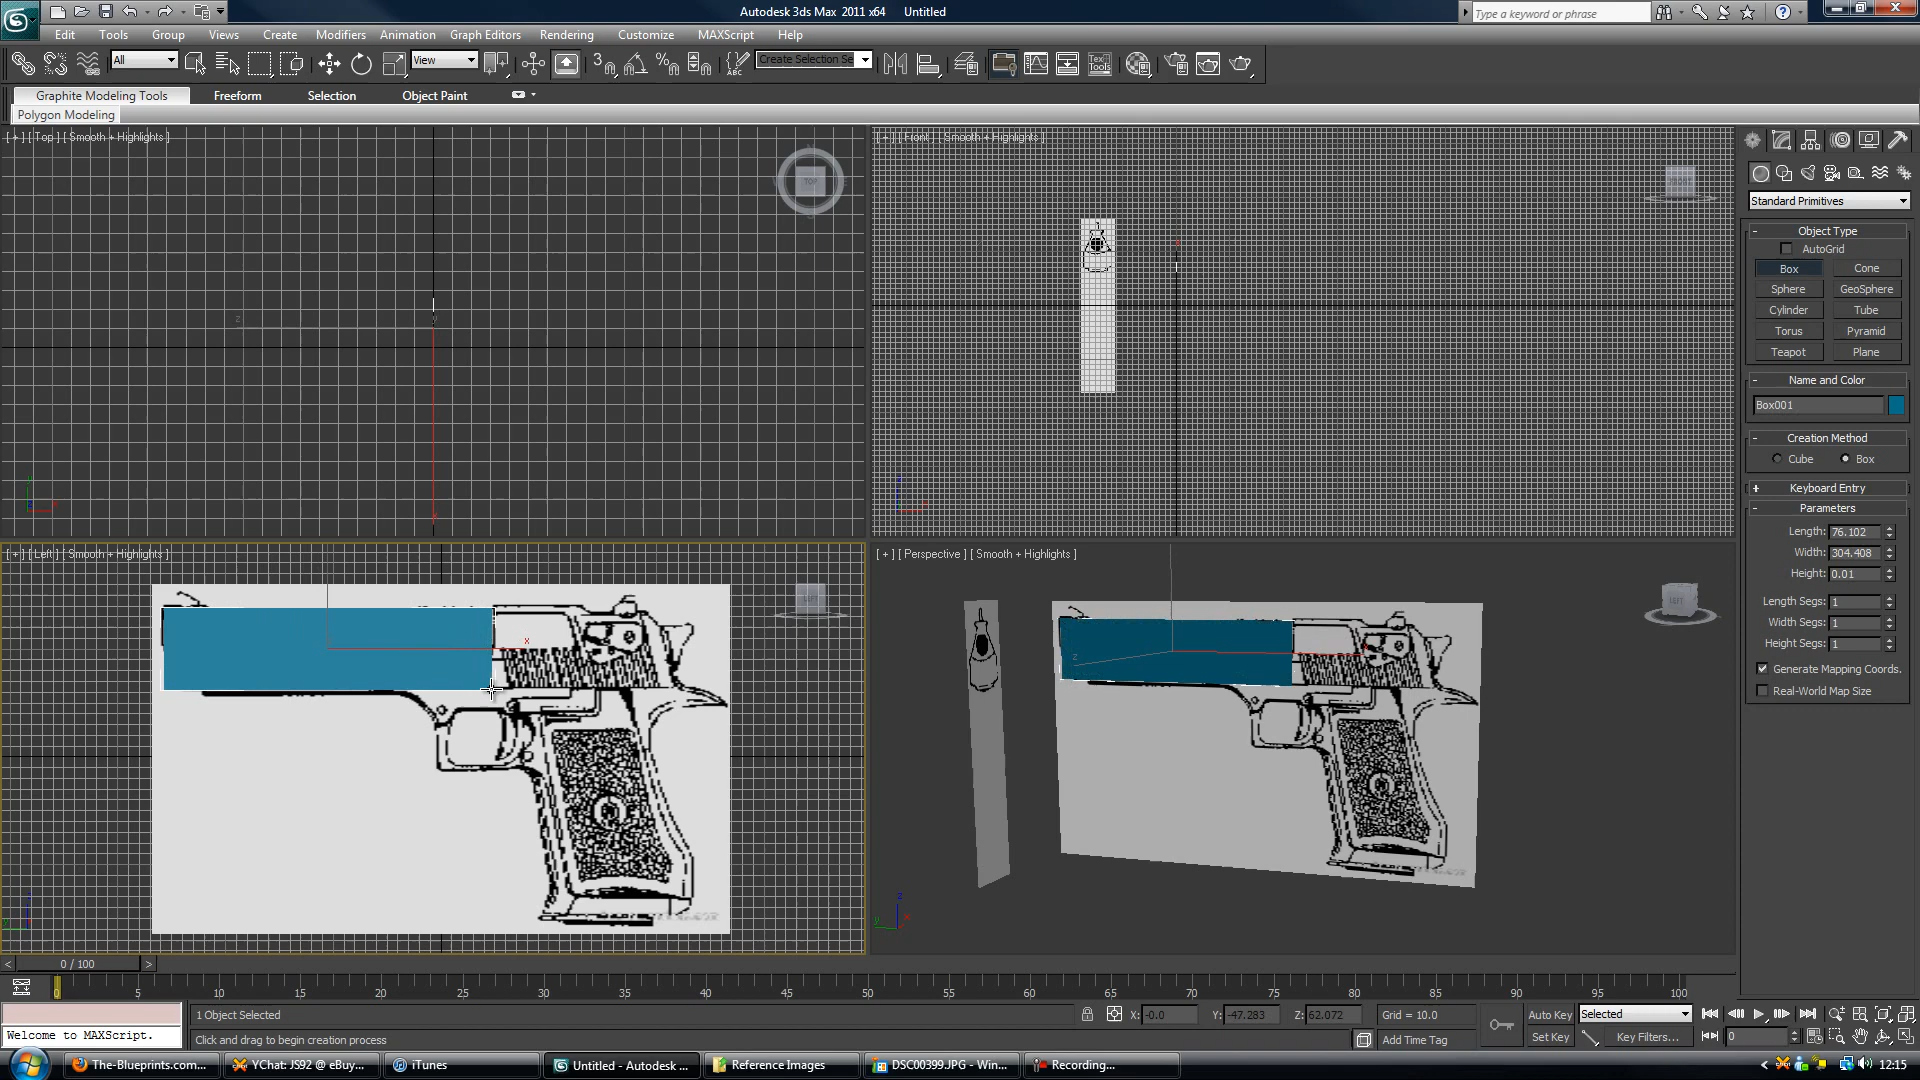 Autodesk 3ds Max 2011 x64 Untitled
Type a keyword or phrase
Edit Tools Group Views Create Modifiers Animation Graph Editors Rendering Customize MAXScript Help
All View Create Selection Se
Graphite Modeling Tools Freeform Selection Object Paint
Polygon Modeling
[ + ] [ Top ] [ Smooth + Highlights ]
[ + ] [ Front ] [ Smooth + Highlights ]
TOP
FRONT
Standard Primitives
- Object Type
AutoGrid
Box Cone
Sphere GeoSphere
Cylinder Tube
Torus Pyramid
Teapot Plane
- Name and Color
Box001
- Creation Method
Cube Box
+ Keyboard Entry
- Parameters
Length: 76.102
Width: 304.408
Height: 0.01
Length Segs: 1
Width Segs: 1
Height Segs: 1
Generate Mapping Coords.
Real-World Map Size
[ + ] [ Left ] [ Smooth + Highlights ]
[ + ] [ Perspective ] [ Smooth + Highlights ]
LEFT
LEFT
< 0 / 100 >
0 5 10 15 20 25 30 35 40 45 50 55 60 65 70 75 80 85 90 95 100
1 Object Selected X: -0.0 Y: -47.283 Z: 62.072 Grid = 10.0 Auto Key Selected
Welcome to MAXScript. Click and drag to begin creation process Add Time Tag Set Key Key Filters... 0
The-Blueprints.com... YChat: JS92 @ eBuy... iTunes Untitled - Autodesk ... Reference Images DSC00399.JPG - Win... Recording... 12:15